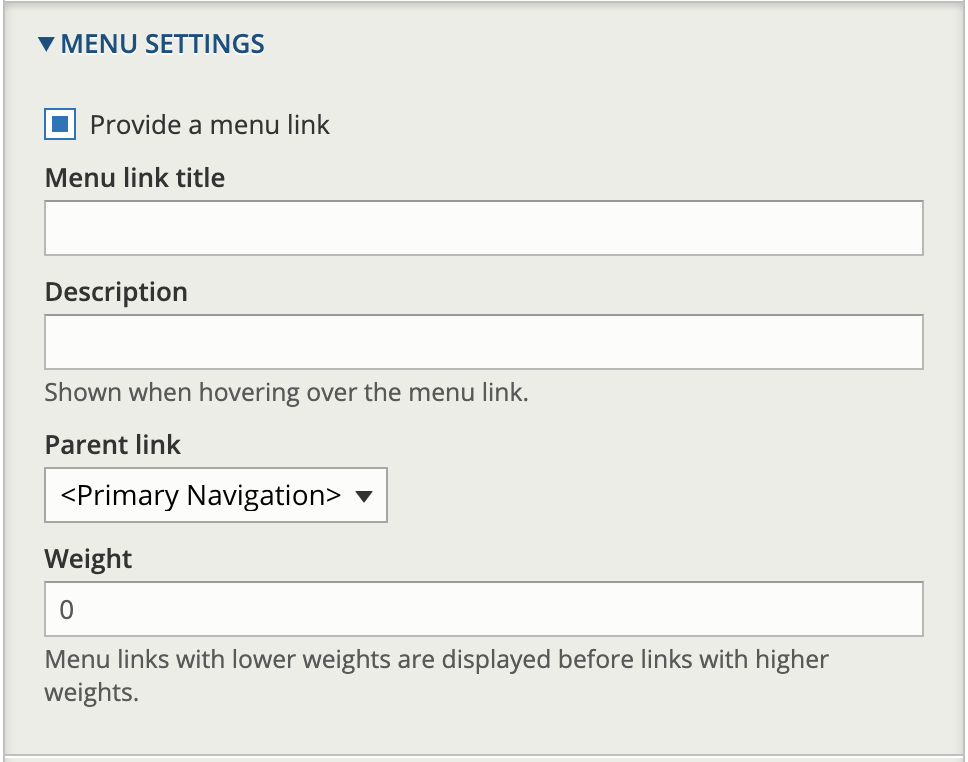 MENU SETTINGS
Provide a menu link
Menu link title
Description
Shown when hovering over the menu link.
Parent link
<Primary Navigation>
Weight
0
Menu links with lower weights are displayed before links with higher
weights.